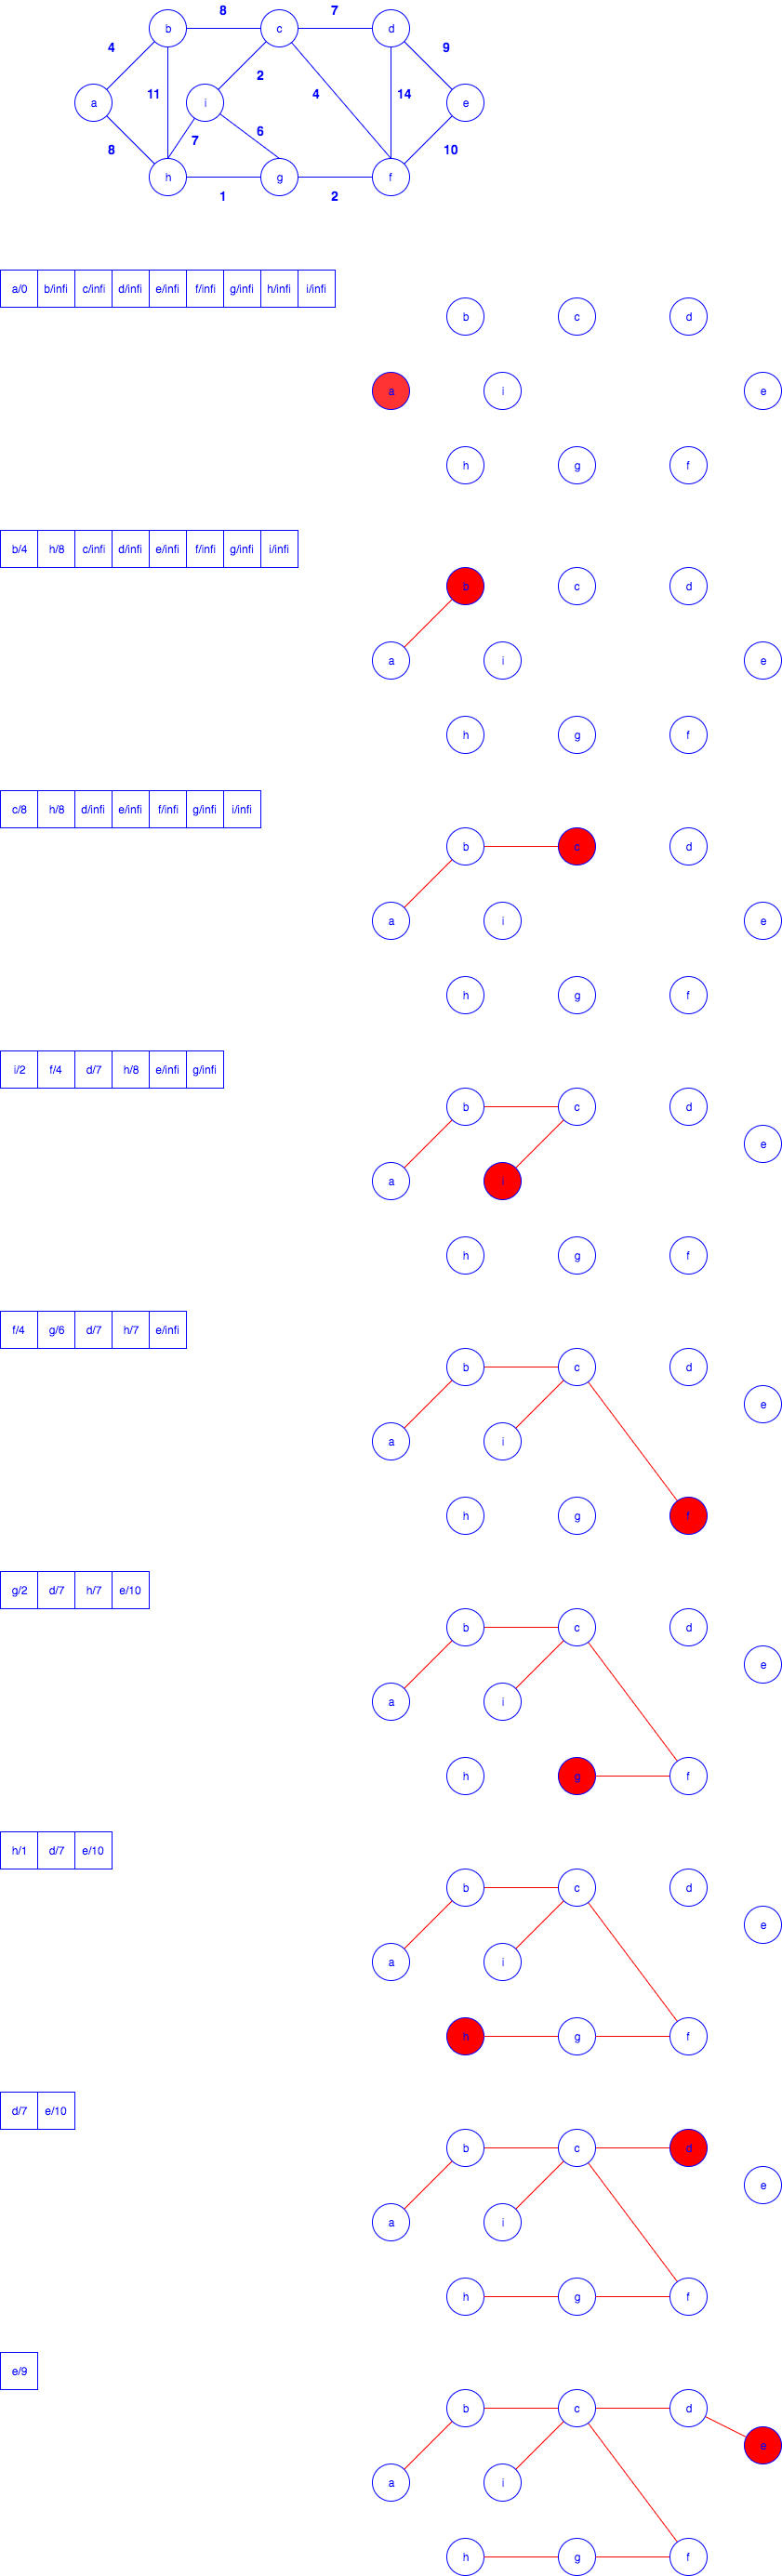 b 8 c 7 d
4 9
2
11 4 14
a i e
7 6
8 10
h g f
1 2
a/0 b/infi c/infi d/infi e/infi f/infi g/infi h/infi i/infi
b c d
a i e
h g f
b/4 h/8 c/infi d/infi e/infi f/infi g/infi i/infi
b c d
a i e
h g f
c/8 h/8 d/infi e/infi f/infi g/infi i/infi
b c d
a i e
h g f
i/2 f/4 d/7 h/8 e/infi g/infi
b c d
e
a i
h g f
f/4 g/6 d/7 h/7 e/infi
b c d
e
a i
h g f
g/2 d/7 h/7 e/10
b c d
e
a i
h g f
h/1 d/7 e/10
b c d
e
a i
h g f
d/7 e/10
b c d
e
a i
h g f
e/9
b c d
e
a i
h g f